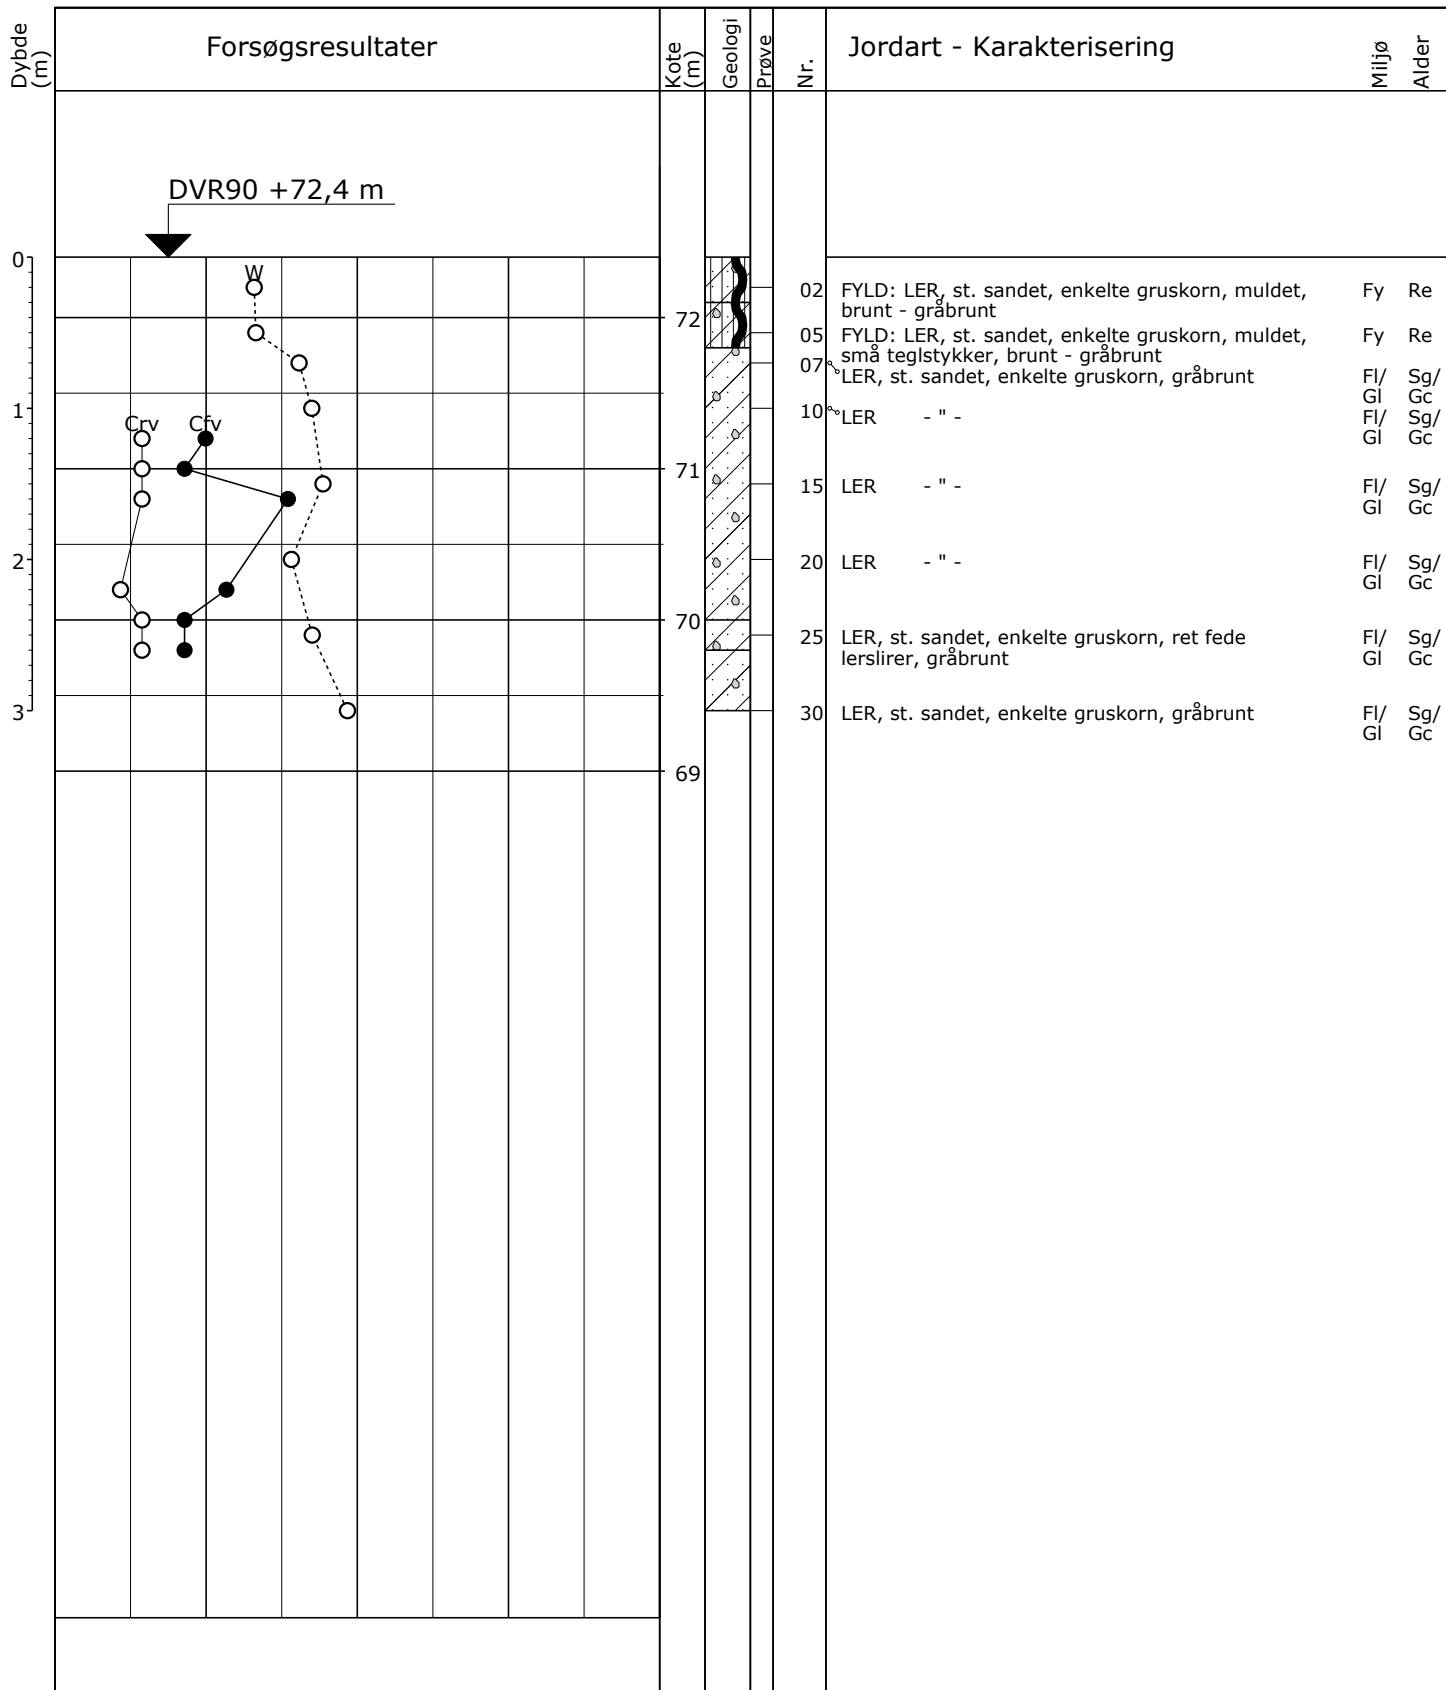 Dybde
(m)
Forsøgsresultater
Kote
(m)
Geologi
Prøve
Nr.
Jordart - Karakterisering
Miljø
Alder
DVR90 +72,4 m
0
W
02 FYLD: LER, st. sandet, enkelte gruskorn, muldet, Fy Re
brunt - gråbrunt
72
05 FYLD: LER, st. sandet, enkelte gruskorn, muldet, Fy Re
små teglstykker, brunt - gråbrunt
07 LER, st. sandet, enkelte gruskorn, gråbrunt Fl/ Sg/
Gl Gc
1
10 LER - " - Fl/ Sg/
Gl Gc
Crv Cfv
71
15 LER - " - Fl/ Sg/
Gl Gc
2
20 LER - " - Fl/ Sg/
Gl Gc
70
25 LER, st. sandet, enkelte gruskorn, ret fede Fl/ Sg/
lerslirer, gråbrunt Gl Gc
3
30 LER, st. sandet, enkelte gruskorn, gråbrunt Fl/ Sg/
Gl Gc
69